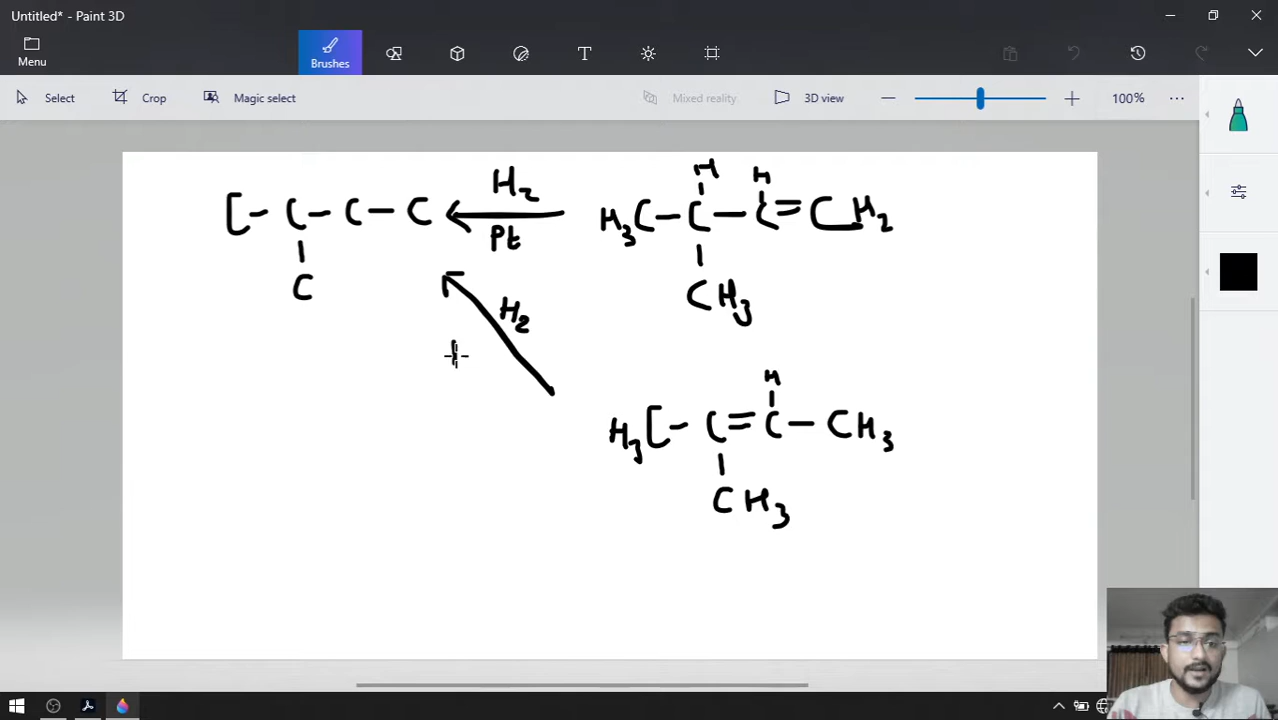 Untitled* - Paint 3D
Menu
Brushes
Select
Crop
Magic select
Mixed reality
3D view
100%
C-C-C-C
C
H2
Pt
H H
H3C-C-C=CH2
CH3
H2
H
H3C-C=C-CH3
CH3